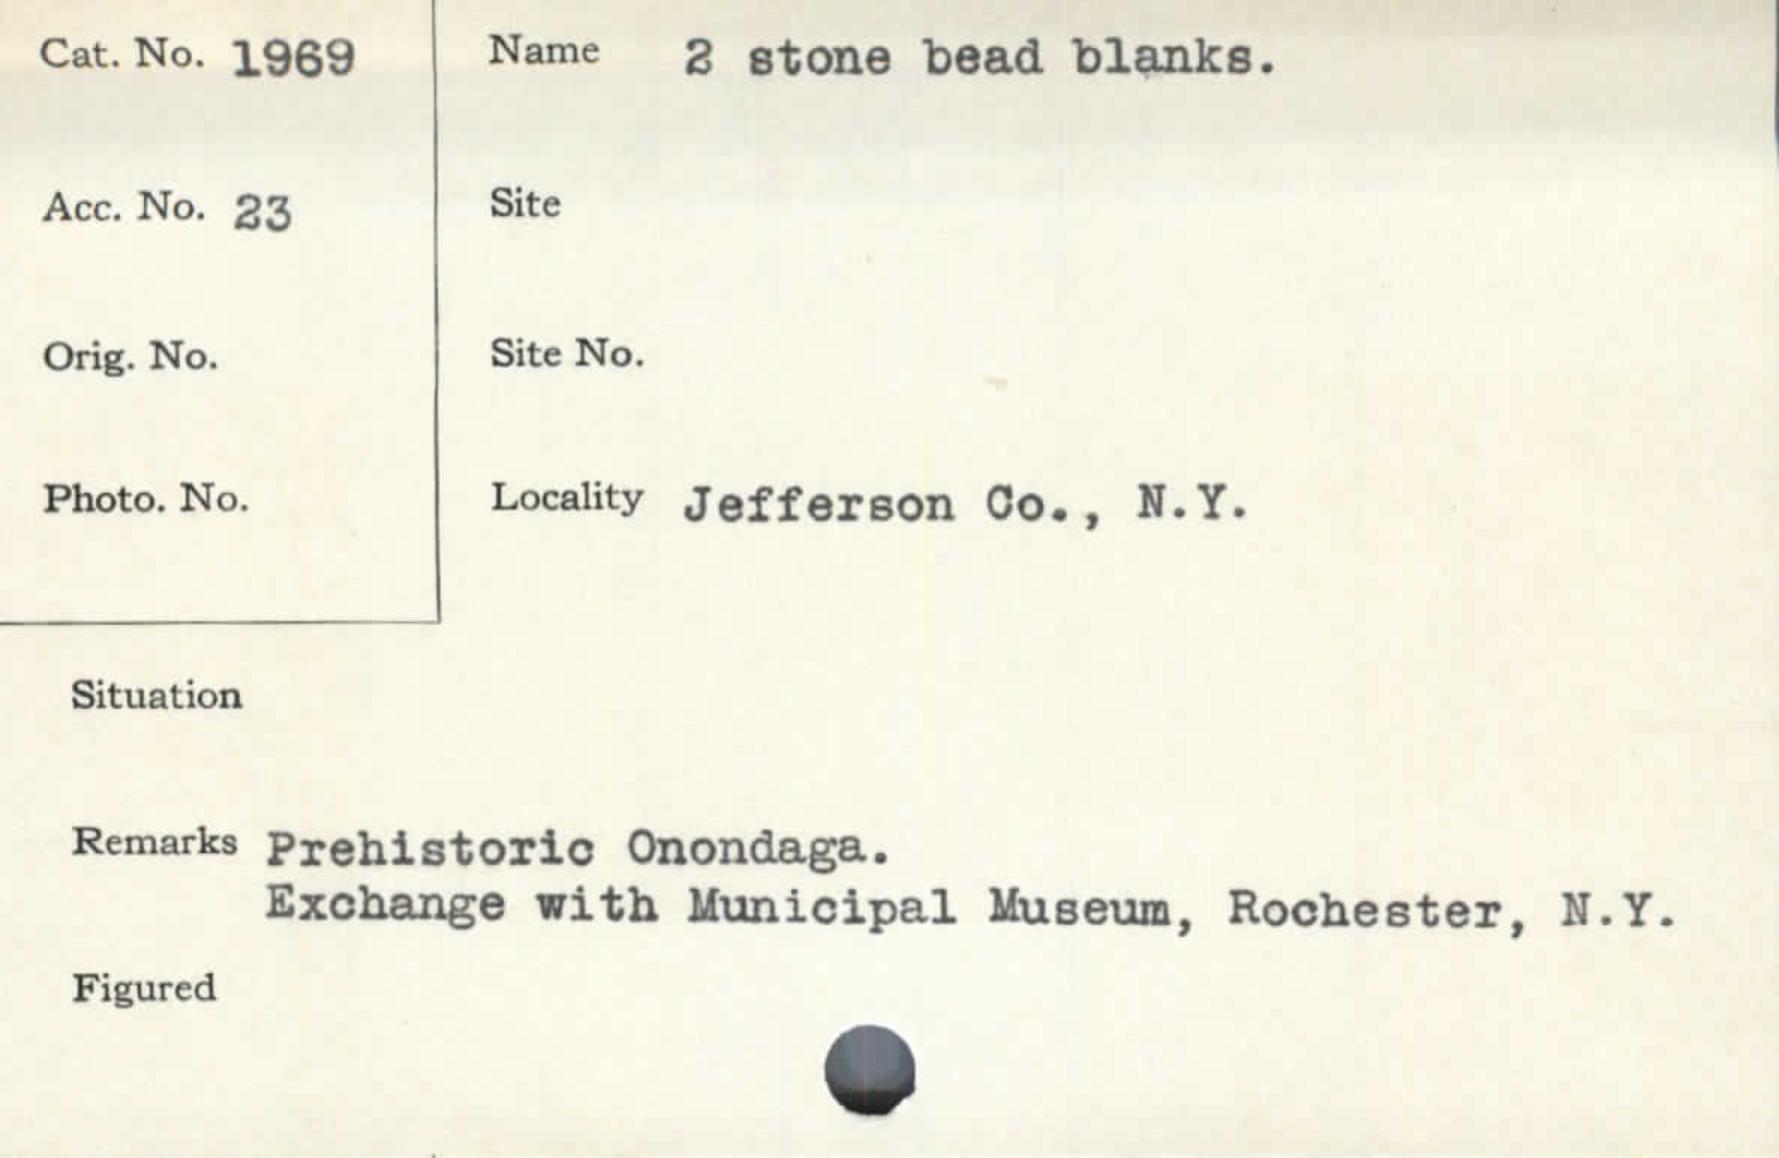 Cat. No. 1969
Name 2 stone bead blanks.
Acc. No. 23
Site
Orig. No.
Site No.
Photo. No.
Locality Jefferson Co., N.Y.
Situation
Remarks Prehistoric Onondaga.
Exchange with Municipal Museum, Rochester, N.Y.
Figured